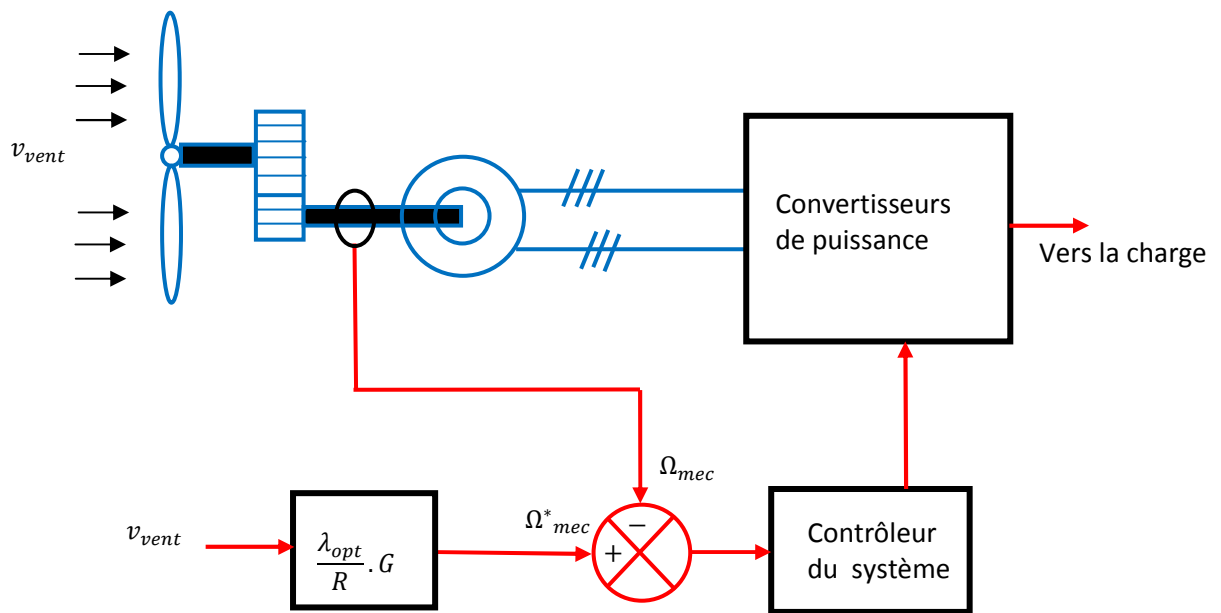 v_vent
Convertisseurs
de puissance
Vers la charge
Ω_mec
v_vent
λ_opt/R . G
Ω*_mec
−
+
Contrôleur
du système